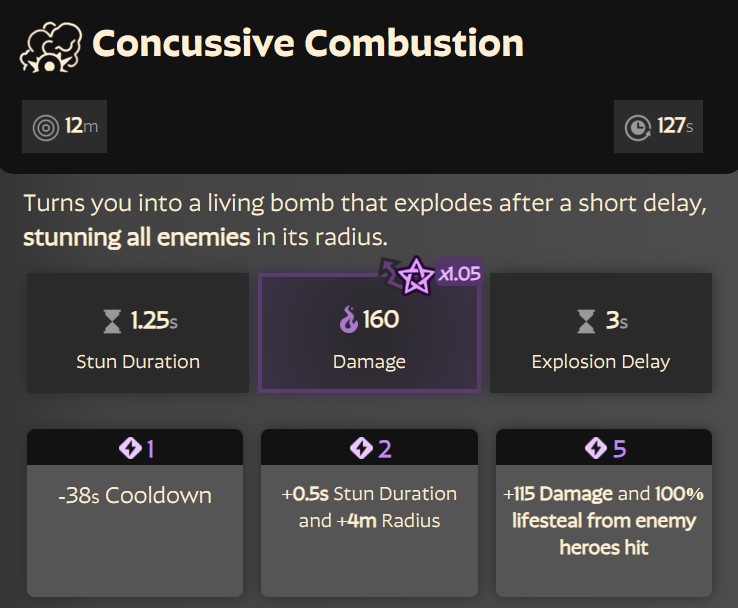 Concussive Combustion
12m
127s
Turns you into a living bomb that explodes after a short delay,
stunning all enemies in its radius.
x1.05
1.25s
160
3s
Stun Duration
Damage
Explosion Delay
1
2
5
-38s Cooldown
+0.5s Stun Duration
and +4m Radius
+115 Damage and 100%
lifesteal from enemy
heroes hit